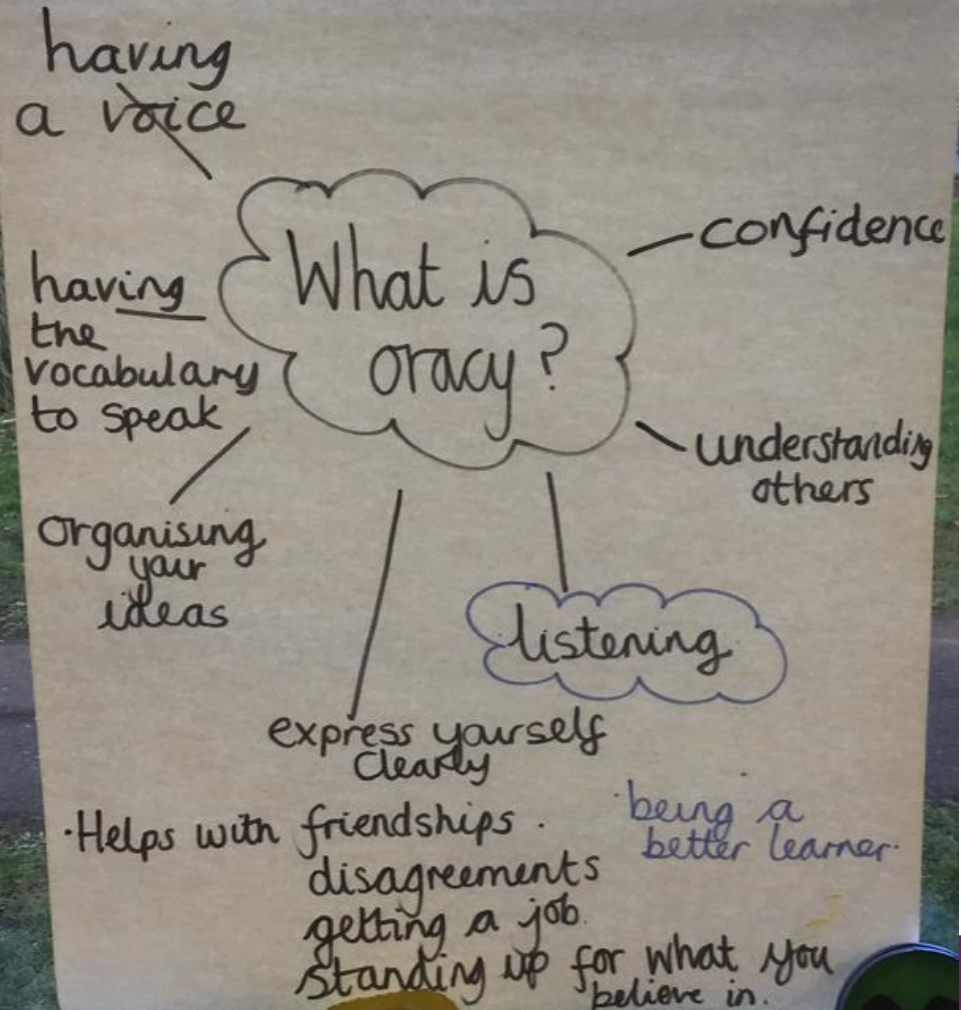 having
a voice
What is
oracy?
confidence
having
the
vocabulary
to speak
understanding
others
organising
your
ideas
listening
express yourself
clearly
·Helps with friendships.
disagreements
getting a job.
standing up for what you
believe in.
being a
better learner.